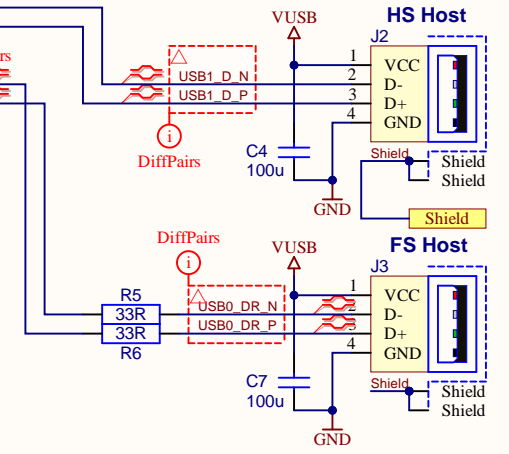 VUSB
HS Host
J2
rs
1
VCC
USB1_D_N
2
D-
USB1_D_P
3
D+
4
GND
i
DiffPairs
C4
100u
Shield
Shield
Shield
GND
Shield
DiffPairs
i
VUSB
FS Host
J3
1
VCC
R5
33R
USB0_DR_N
2
D-
33R
USB0_DR_P
3
D+
R6
4
GND
C7
100u
Shield
Shield
Shield
GND